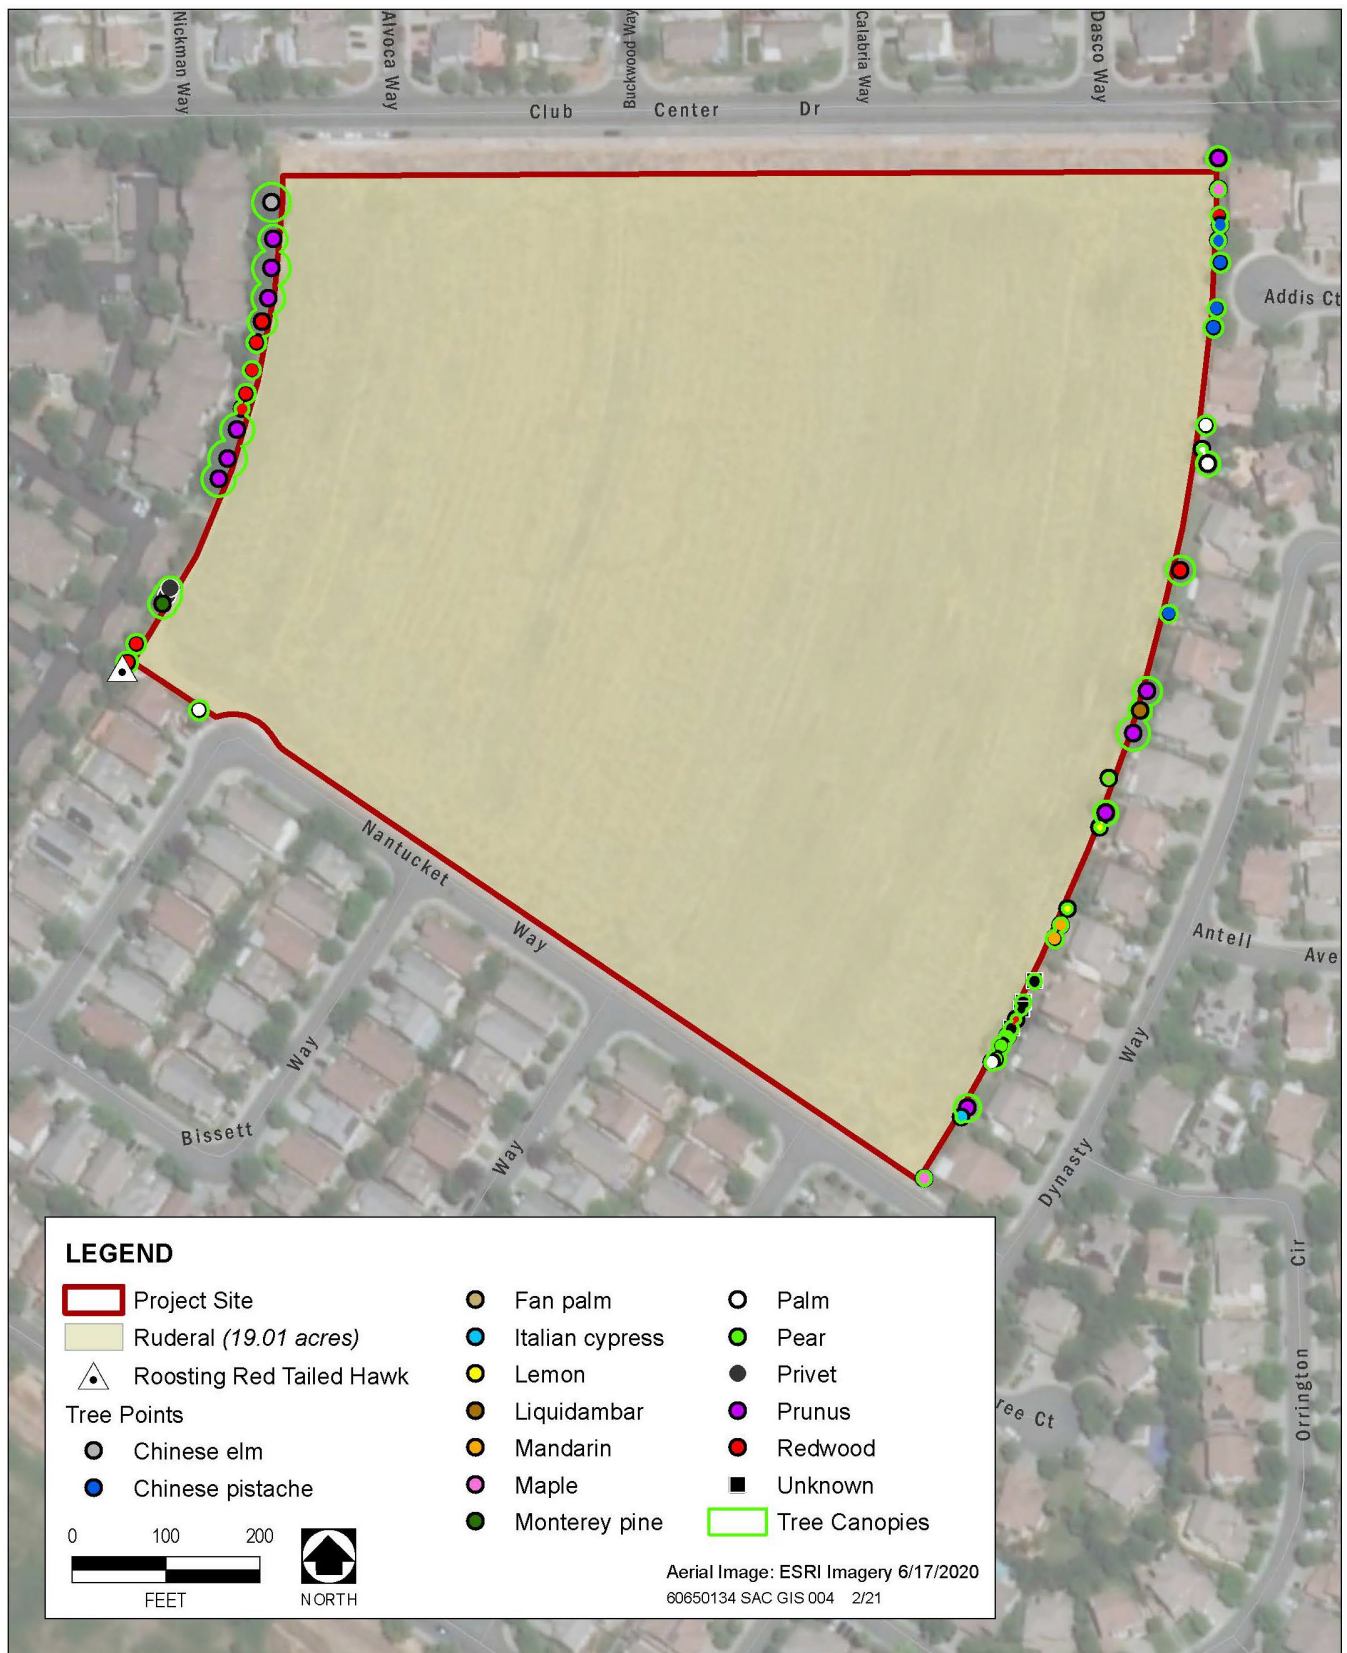 Nickman Way
Alvoca Way
Buckwood Way
Calabria Way
Dasco Way
Club Center Dr
Addis Ct
Nantucket Way
Antell Ave
Way
Way
Bissett
Way
Dynasty
Cir
Orrington
ree Ct
LEGEND
Project Site
Ruderal (19.01 acres)
Roosting Red Tailed Hawk
Tree Points
Chinese elm
Chinese pistache
Fan palm
Italian cypress
Lemon
Liquidambar
Mandarin
Maple
Monterey pine
Palm
Pear
Privet
Prunus
Redwood
Unknown
Tree Canopies
0 100 200
FEET
NORTH
Aerial Image: ESRI Imagery 6/17/2020
60650134 SAC GIS 004 2/21